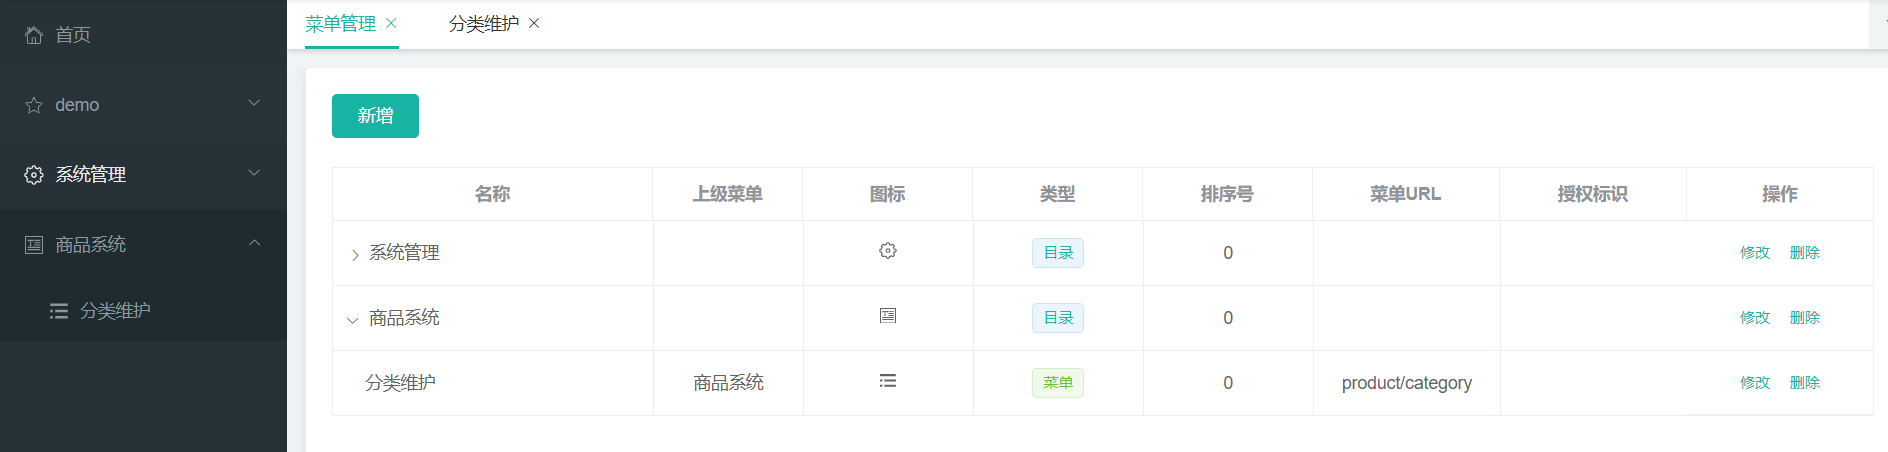 首页
demo
系统管理
商品系统
分类维护
菜单管理 分类维护
新增
名称 上级菜单 图标 类型 排序号 菜单URL 授权标识 操作
系统管理 目录 0 修改 删除
商品系统 目录 0 修改 删除
分类维护 商品系统 菜单 0 product/category 修改 删除